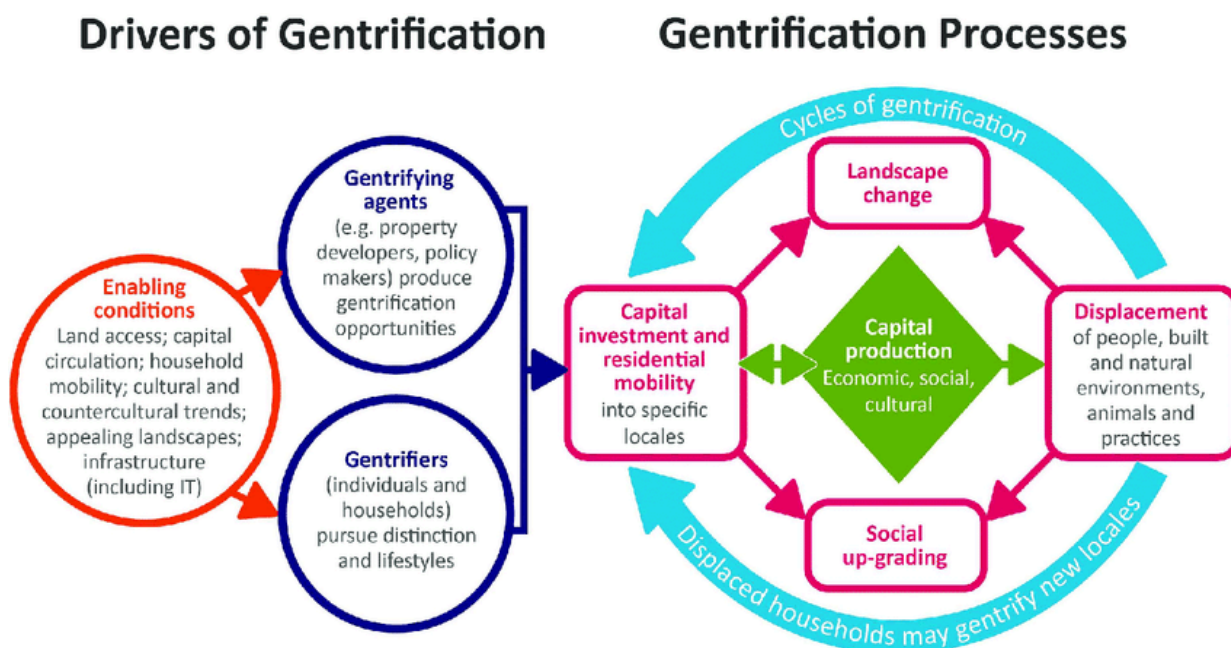 Drivers of Gentrification
Gentrification Processes
Enabling
conditions
Land access; capital
circulation; household
mobility; cultural and
countercultural trends;
appealing landscapes;
infrastructure
(including IT)
Gentrifying
agents
(e.g. property
developers, policy
makers) produce
gentrification
opportunities
Gentrifiers
(individuals and
households)
pursue distinction
and lifestyles
Cycles of gentrification
Landscape
change
Capital
investment and
residential
mobility
into specific
locales
Capital
production
Economic, social,
cultural
Displacement
of people, built
and natural
environments,
animals and
practices
Social
up-grading
Displaced households may gentrify new locales